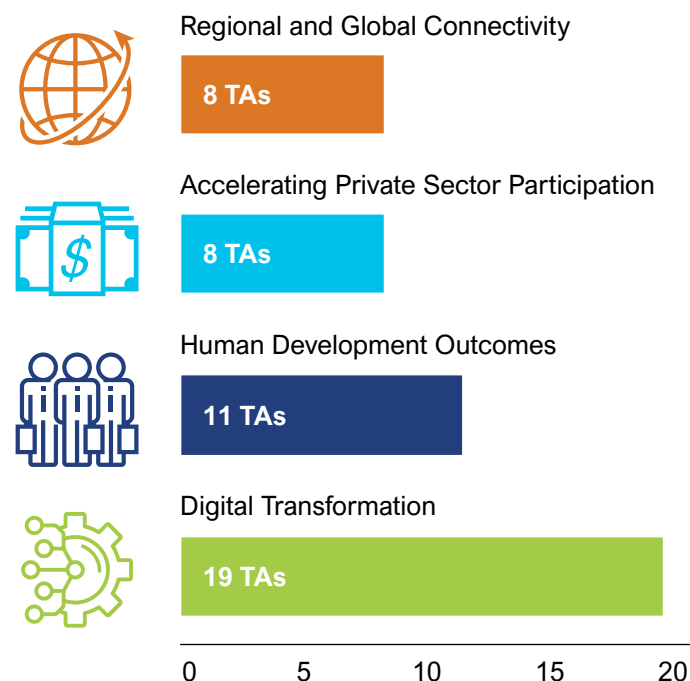 Regional and Global Connectivity
8 TAs
Accelerating Private Sector Participation
$
8 TAs
Human Development Outcomes
11 TAs
Digital Transformation
19 TAs
0 5 10 15 20